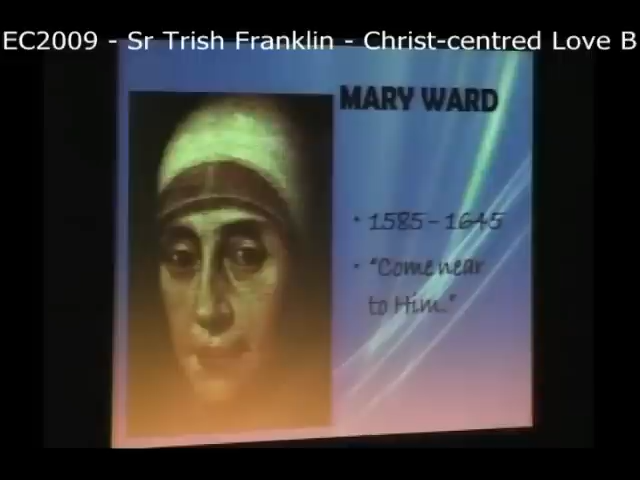 EC2009 - Sr Trish Franklin - Christ-centred Love B
MARY WARD
• 1585 – 1645
• "Come near
to Him."